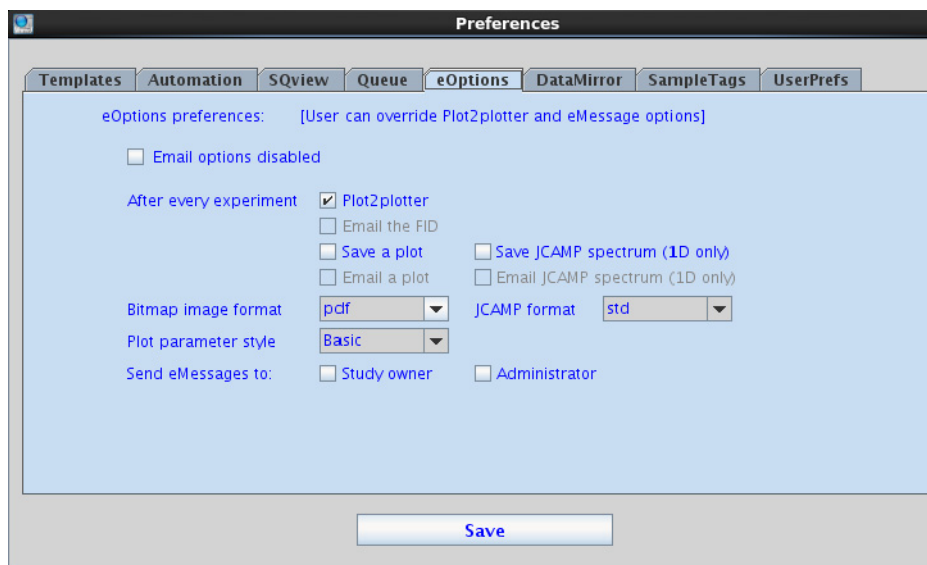 Preferences
Templates Automation SQview Queue eOptions DataMirror SampleTags UserPrefs
eOptions preferences: [User can override Plot2plotter and eMessage options]
Email options disabled
After every experiment Plot2plotter
Email the FID
Save a plot Save JCAMP spectrum (1D only)
Email a plot Email JCAMP spectrum (1D only)
Bitmap image format pdf JCAMP format std
Plot parameter style Basic
Send eMessages to: Study owner Administrator
Save